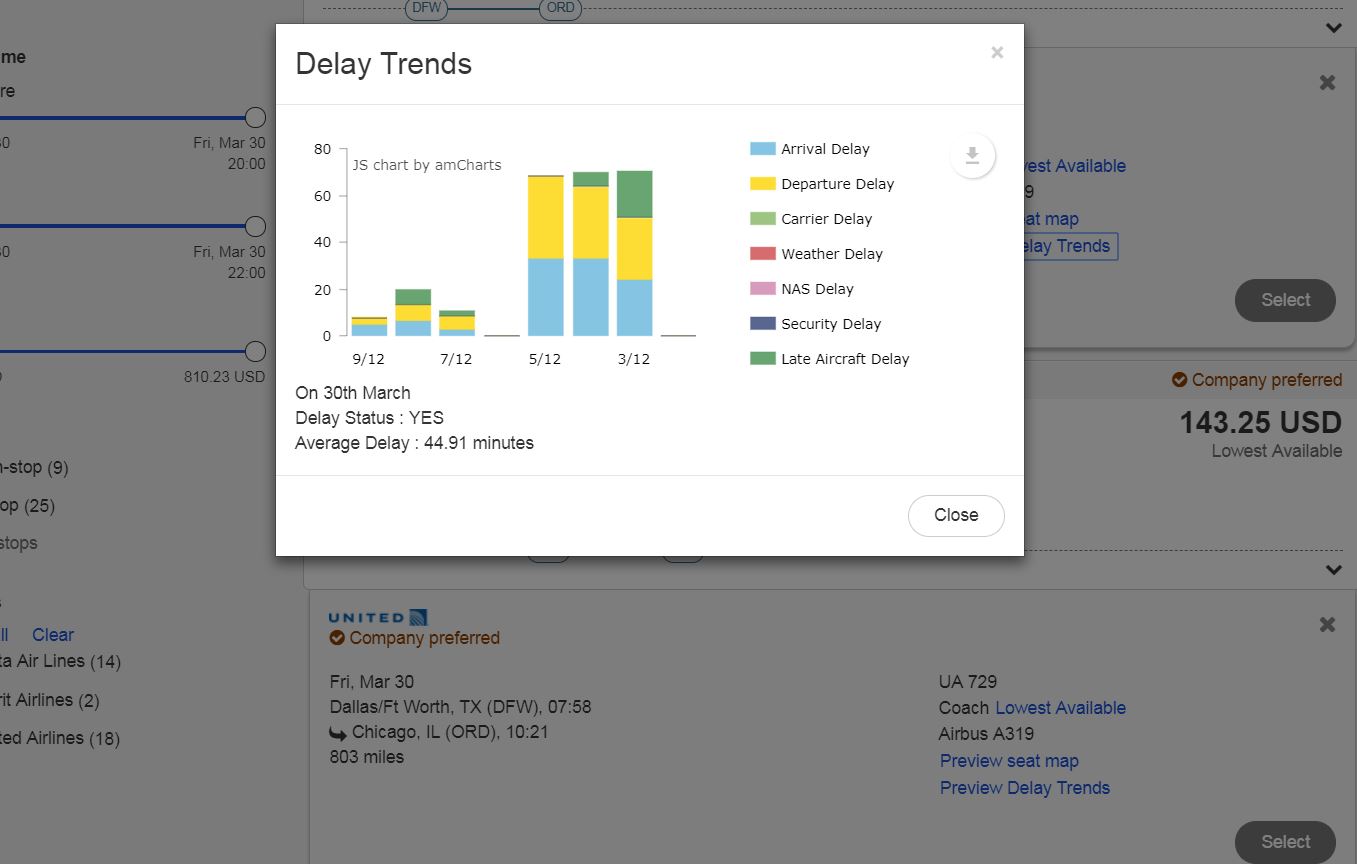 DFW ORD
Delay Trends ×
80
60
40
20
0
JS chart by amCharts
9/12 7/12 5/12 3/12
Arrival Delay
Departure Delay
Carrier Delay
Weather Delay
NAS Delay
Security Delay
Late Aircraft Delay
On 30th March
Delay Status : YES
Average Delay : 44.91 minutes
Close
me
re
Fri, Mar 30
20:00
Fri, Mar 30
22:00
810.23 USD
n-stop (9)
op (25)
stops
ll Clear
ta Air Lines (14)
rit Airlines (2)
ted Airlines (18)
vest Available
9
eat map
elay Trends
Select
Company preferred
143.25 USD
Lowest Available
UNITED
Company preferred
Fri, Mar 30
Dallas/Ft Worth, TX (DFW), 07:58
Chicago, IL (ORD), 10:21
803 miles
UA 729
Coach Lowest Available
Airbus A319
Preview seat map
Preview Delay Trends
Select